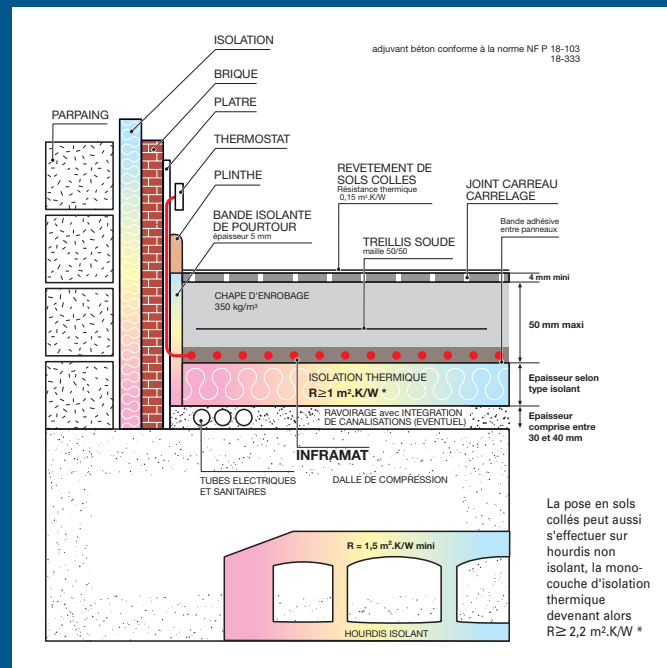 ISOLATION
adjuvant béton conforme à la norme NF P 18-103
18-333
BRIQUE
PLATRE
PARPAING
THERMOSTAT
PLINTHE
REVETEMENT DE
SOLS COLLES
Résistance thermique
0,15 m².K/W
JOINT CARREAU
CARRELAGE
BANDE ISOLANTE
DE POURTOUR
épaisseur 5 mm
Bande adhésive
entre panneaux
TREILLIS SOUDE
maille 50/50
4 mm mini
CHAPE D'ENROBAGE
350 kg/m³
50 mm maxi
ISOLATION THERMIQUE
R≥1 m².K/W *
Epaisseur selon
type isolant
RAVOIRAGE avec INTEGRATION
DE CANALISATIONS (EVENTUEL)
Epaisseur
comprise entre
30 et 40 mm
INFRAMAT
TUBES ELÉCTRIQUES
ET SANITAIRES
DALLE DE COMPRESSION
La pose en sols
collés peut aussi
s'effectuer sur
hourdis non
isolant, la mono-
couche d'isolation
thermique
devenant alors
R≥ 2,2 m².K/W *
R = 1,5 m².K/W mini
HOURDIS ISOLANT